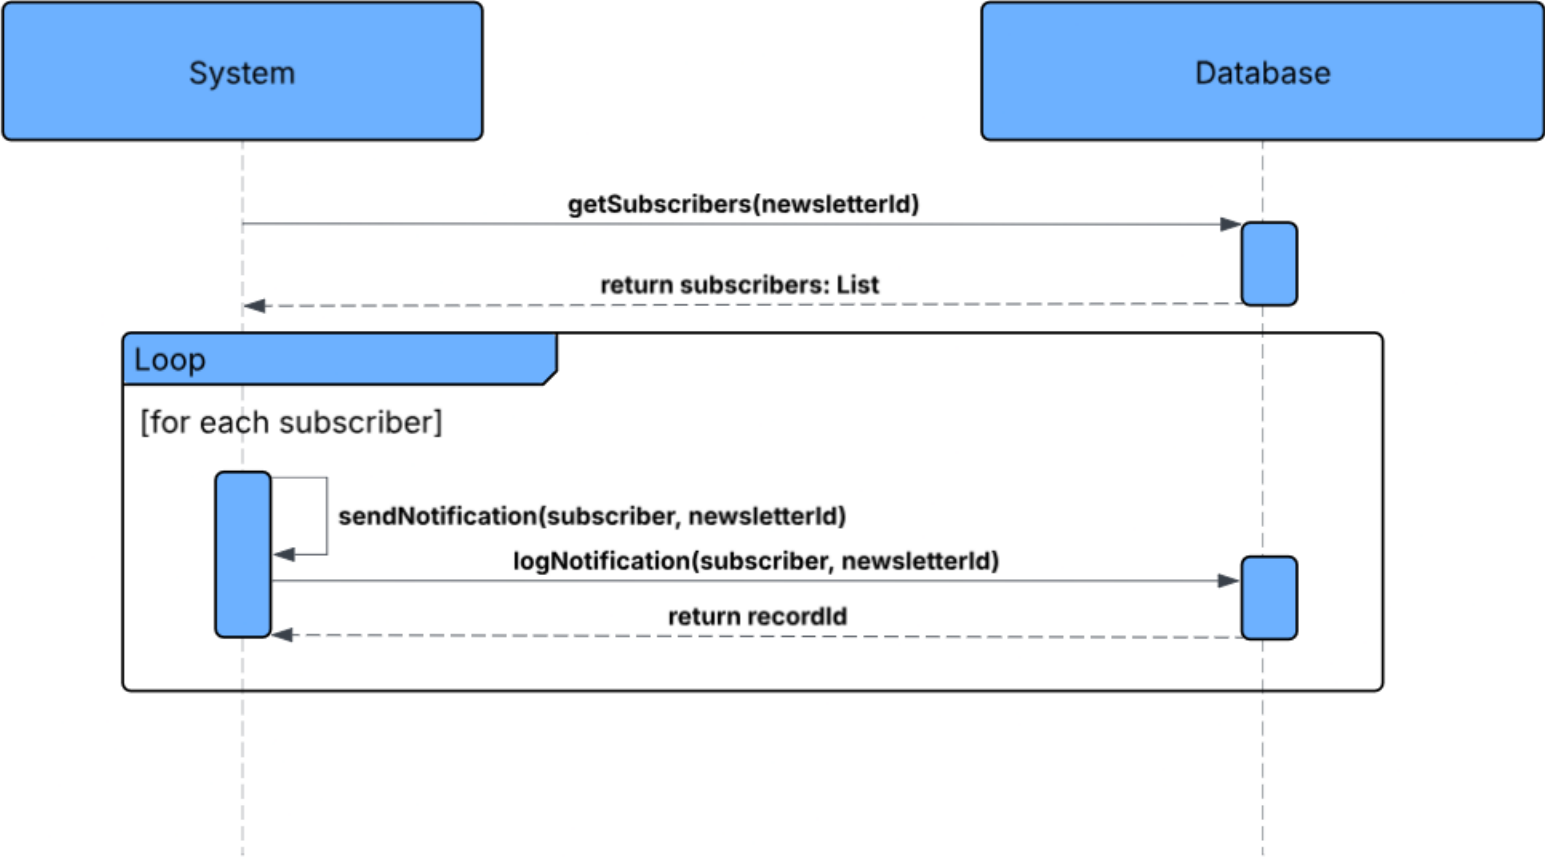 System
Database
getSubscribers(newsletterId)
return subscribers: List
Loop
[for each subscriber]
sendNotification(subscriber, newsletterId)
logNotification(subscriber, newsletterId)
return recordId